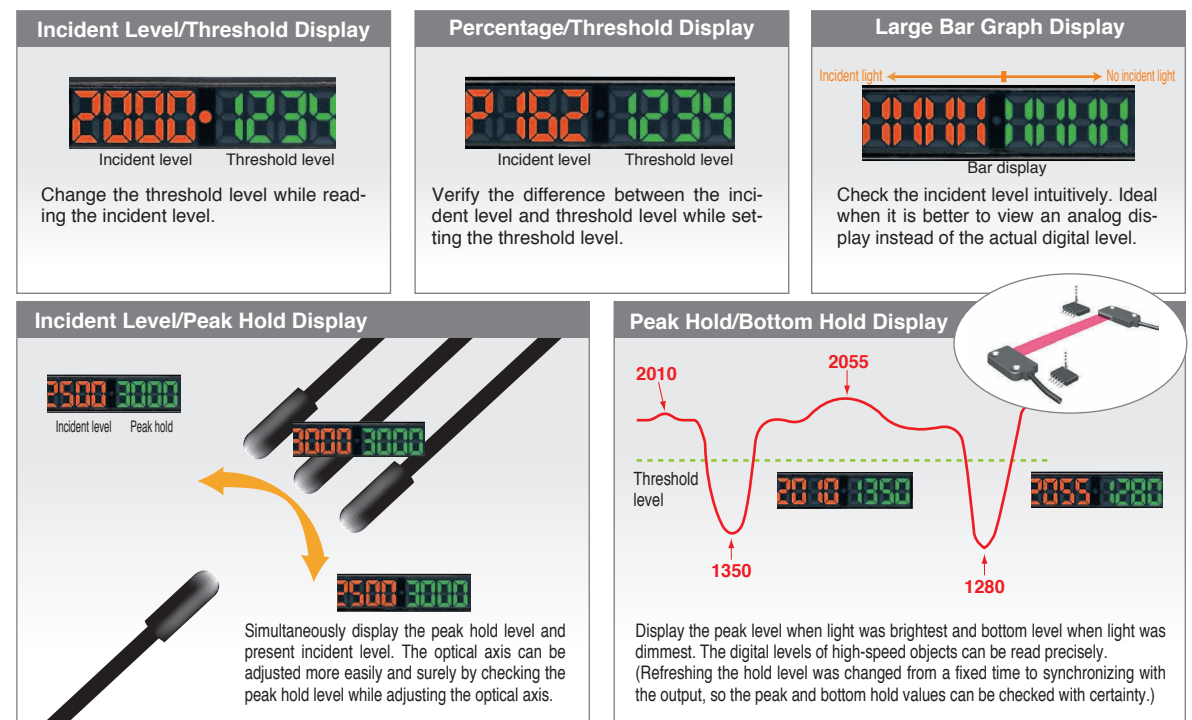 Incident Level/Threshold Display
2000 1234
Incident level Threshold level
Change the threshold level while read-
ing the incident level.
Percentage/Threshold Display
P 162 1234
Incident level Threshold level
Verify the difference between the inci-
dent level and threshold level while set-
ting the threshold level.
Large Bar Graph Display
Incident light No incident light
Bar display
Check the incident level intuitively. Ideal
when it is better to view an analog dis-
play instead of the actual digital level.
Incident Level/Peak Hold Display
2500 3000
Incident level Peak hold
3000 3000
2500 3000
Simultaneously display the peak hold level and
present incident level. The optical axis can be
adjusted more easily and surely by checking the
peak hold level while adjusting the optical axis.
Peak Hold/Bottom Hold Display
2010
2055
Threshold
level
2010 1350
2055 1280
1350
1280
Display the peak level when light was brightest and bottom level when light was
dimmest. The digital levels of high-speed objects can be read precisely.
(Refreshing the hold level was changed from a fixed time to synchronizing with
the output, so the peak and bottom hold values can be checked with certainty.)